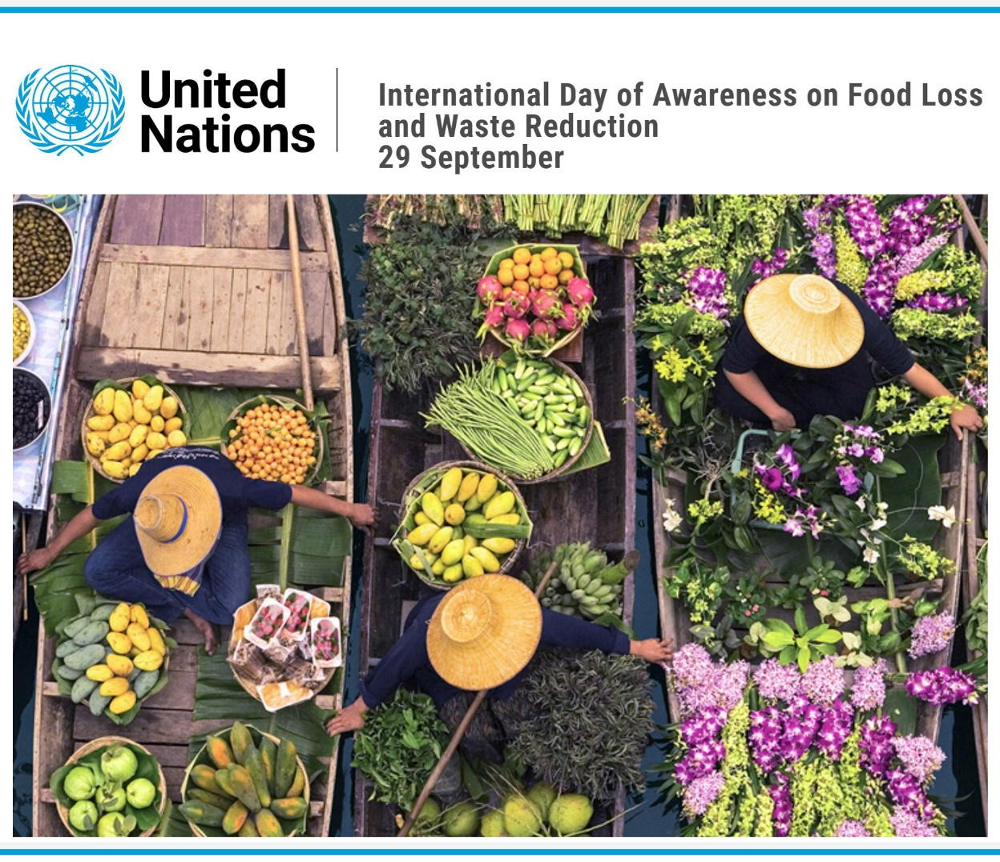 United
Nations
International Day of Awareness on Food Loss
and Waste Reduction
29 September